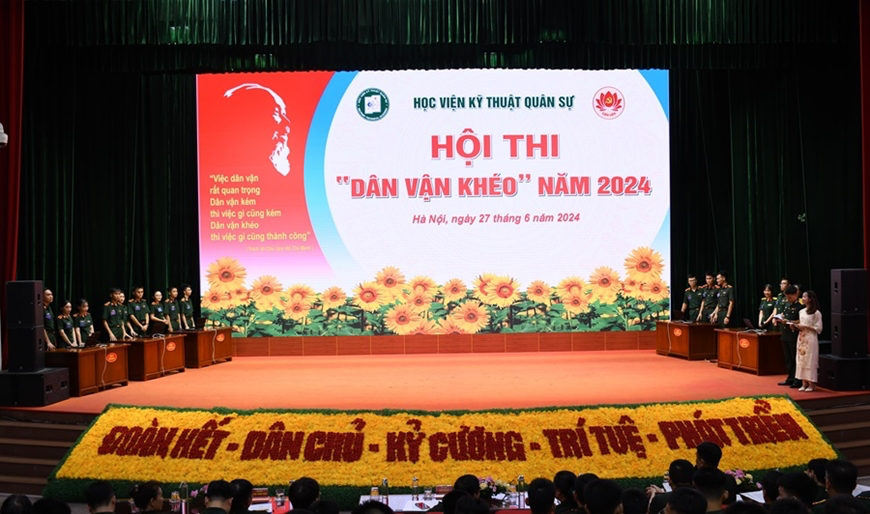 HỌC VIỆN KỸ THUẬT QUÂN SỰ
HỘI THI
"DÂN VẬN KHÉO" NĂM 2024
Hà Nội, ngày 27 tháng 6 năm 2024
"Việc dân vận
rất quan trọng
Dân vận kém
thì việc gì cũng kém
Dân vận khéo
thì việc gì cũng thành công"
ĐOÀN KẾT - DÂN CHỦ - KỶ CƯƠNG - TRÍ TUỆ - PHÁT TRIỂN